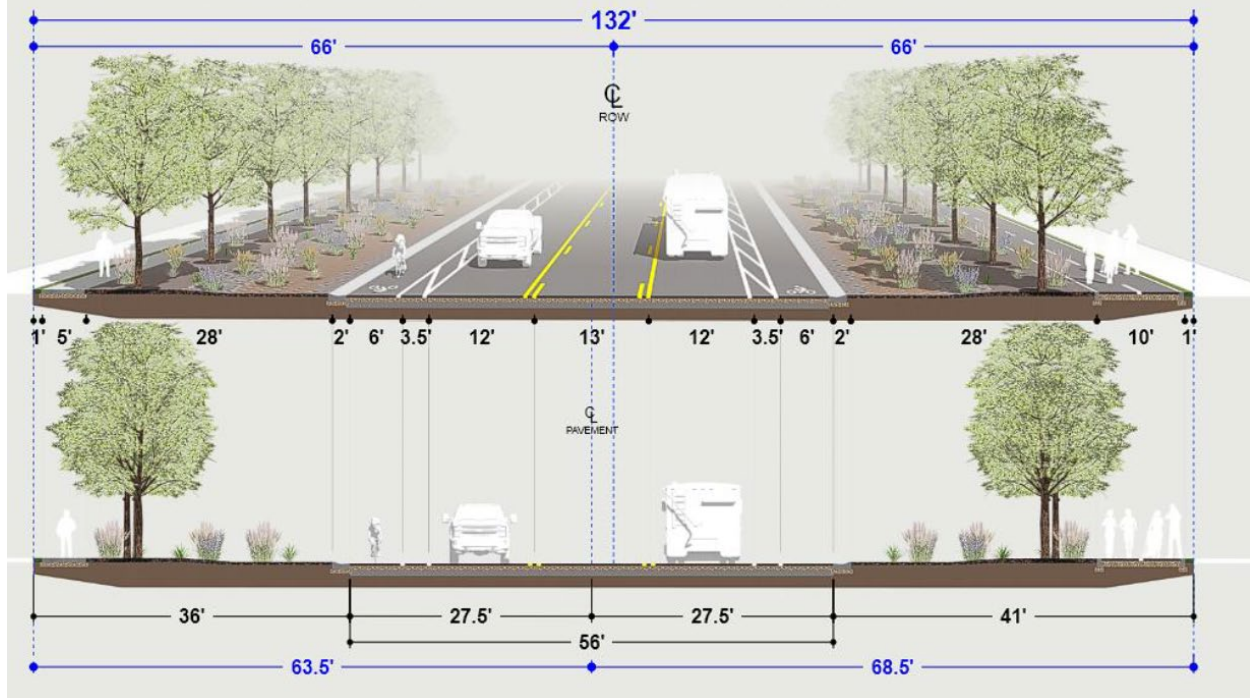 132'
66' 66'
CL
ROW
1' 5' 28' 2' 6' 3.5' 12' 13' 12' 3.5' 6' 2' 28' 10' 1'
CL
PAVEMENT
36' 27.5' 27.5' 41'
56'
63.5' 68.5'